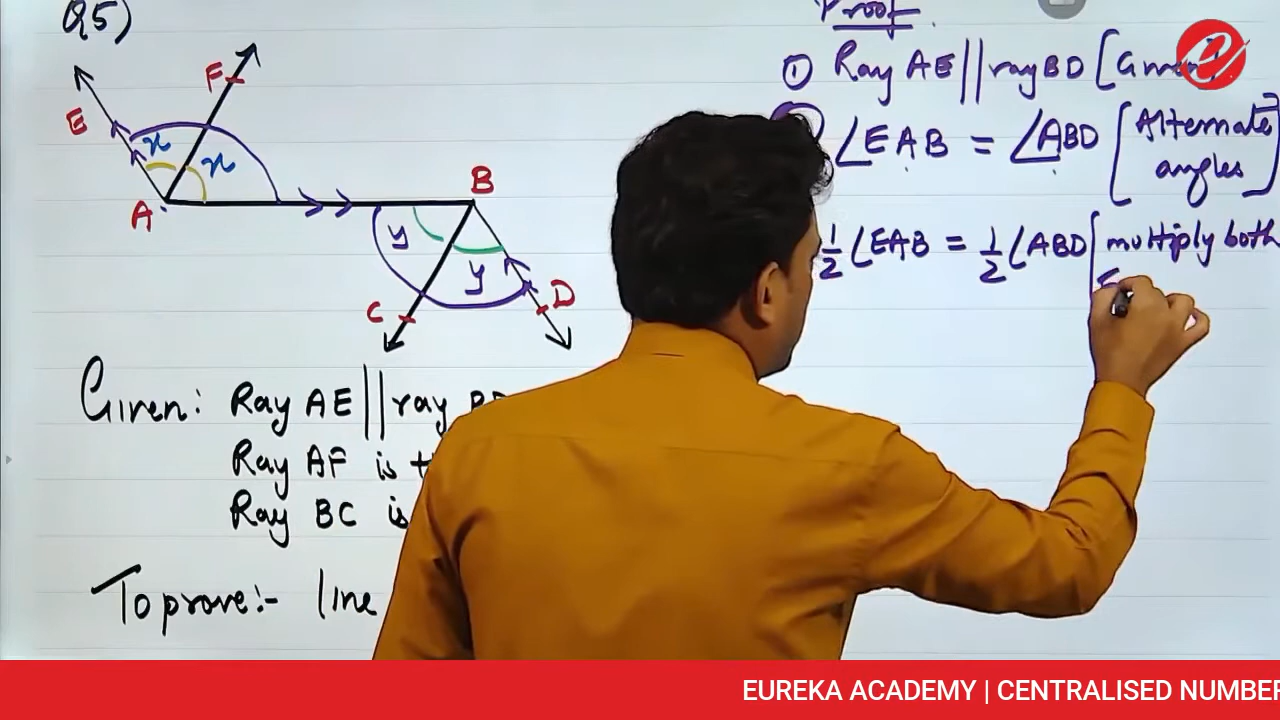 Q5)
F
E
x
x
A
B
y
y
C
D
Given: Ray AE || ray
Ray AF is
Ray BC is
To prove:- line
Proof.
① Ray AE || ray BD [Given]
∠EAB = ∠ABD [Alternate
angles]
1/2 ∠EAB = 1/2 ∠ABD [multiply both
EUREKA ACADEMY | CENTRALISED NUMBER